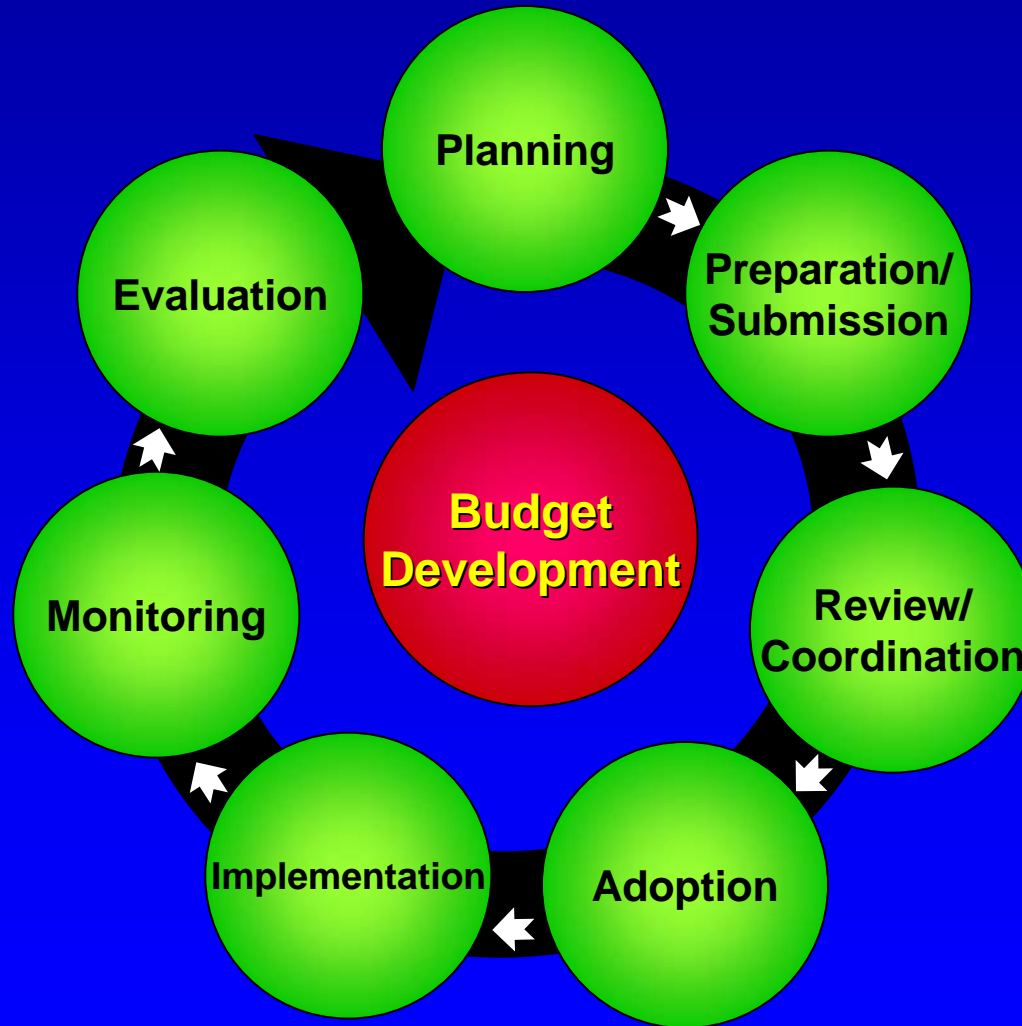 Planning
Preparation/
Submission
Review/
Coordination
Adoption
Implementation
Monitoring
Evaluation
Budget
Development